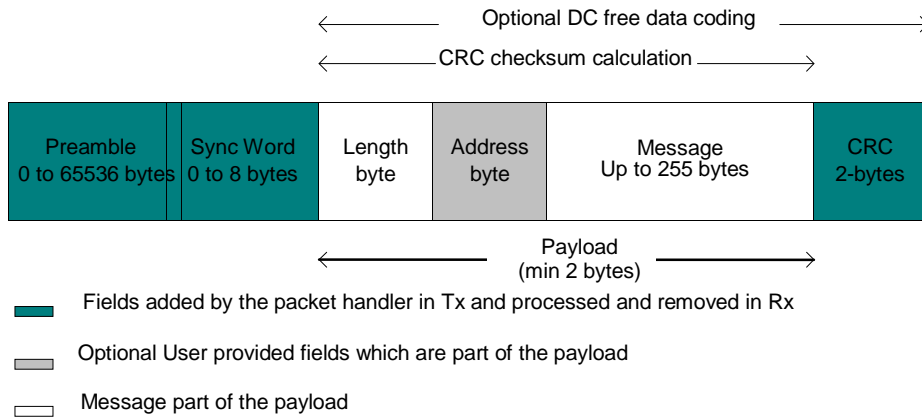 Optional DC free data coding
CRC checksum calculation
Preamble
0 to 65536 bytes
Sync Word
0 to 8 bytes
Length
byte
Address
byte
Message
Up to 255 bytes
CRC
2-bytes
Payload
(min 2 bytes)
Fields added by the packet handler in Tx and processed and removed in Rx
Optional User provided fields which are part of the payload
Message part of the payload